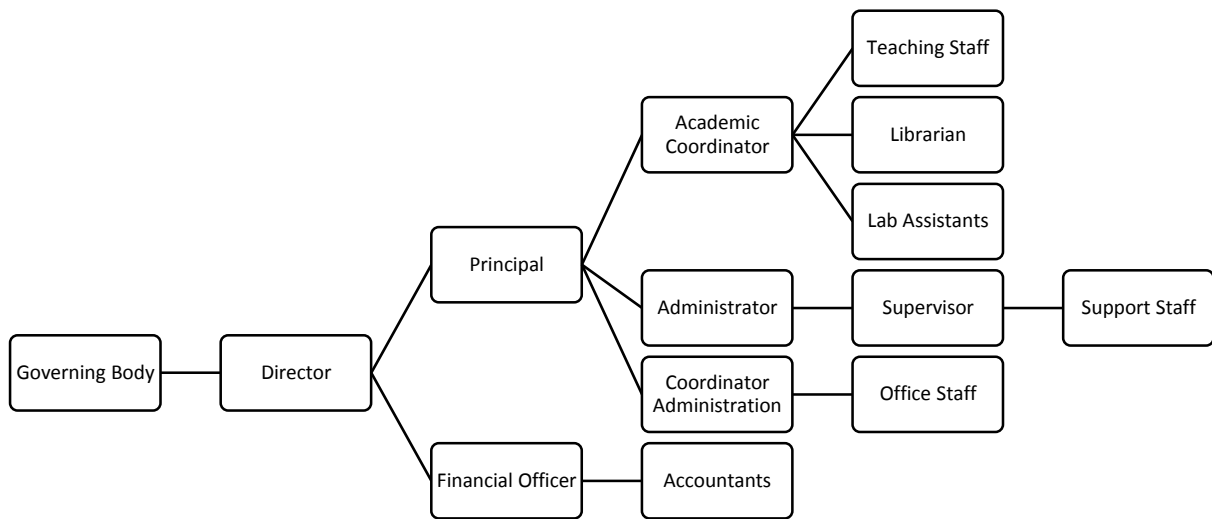 Teaching Staff
Academic
Coordinator
Librarian
Lab Assistants
Principal
Administrator
Supervisor
Support Staff
Governing Body
Director
Coordinator
Administration
Office Staff
Financial Officer
Accountants